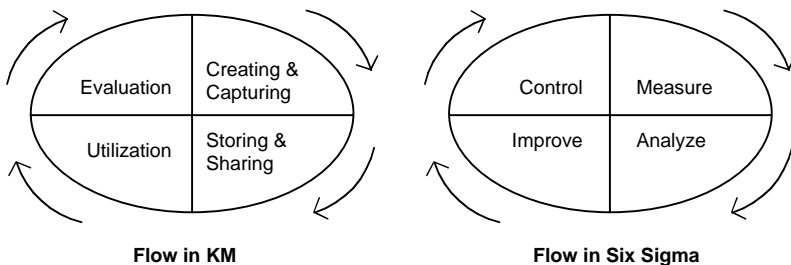 Evaluation
Creating &
Capturing
Utilization
Storing &
Sharing
Flow in KM
Control
Measure
Improve
Analyze
Flow in Six Sigma